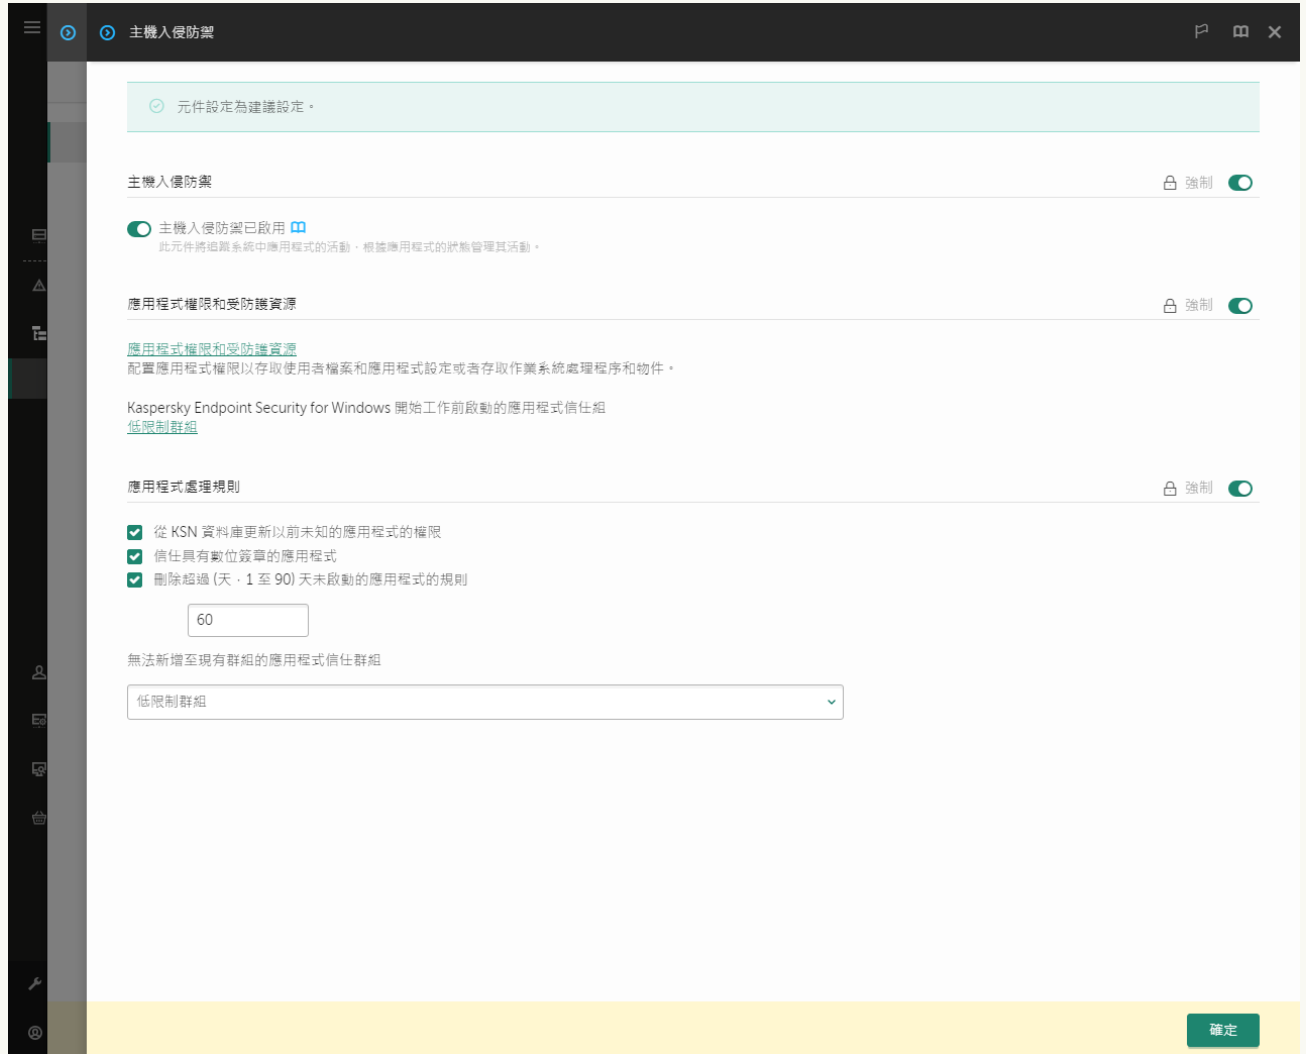 主機入侵防禦
元件設定為建議設定。
主機入侵防禦
強制
主機入侵防禦已啟用
此元件將追蹤系統中應用程式的活動，根據應用程式的狀態管理其活動。
應用程式權限和受防護資源
強制
應用程式權限和受防護資源
配置應用程式權限以存取使用者檔案和應用程式設定或者存取作業系統處理程序和物件。
Kaspersky Endpoint Security for Windows 開始工作前啟動的應用程式信任組
低限制群組
應用程式處理規則
強制
從 KSN 資料庫更新以前未知的應用程式的權限
信任具有數位簽章的應用程式
刪除超過 (天，1 至 90) 天未啟動的應用程式的規則
60
無法新增至現有群組的應用程式信任群組
低限制群組
確定